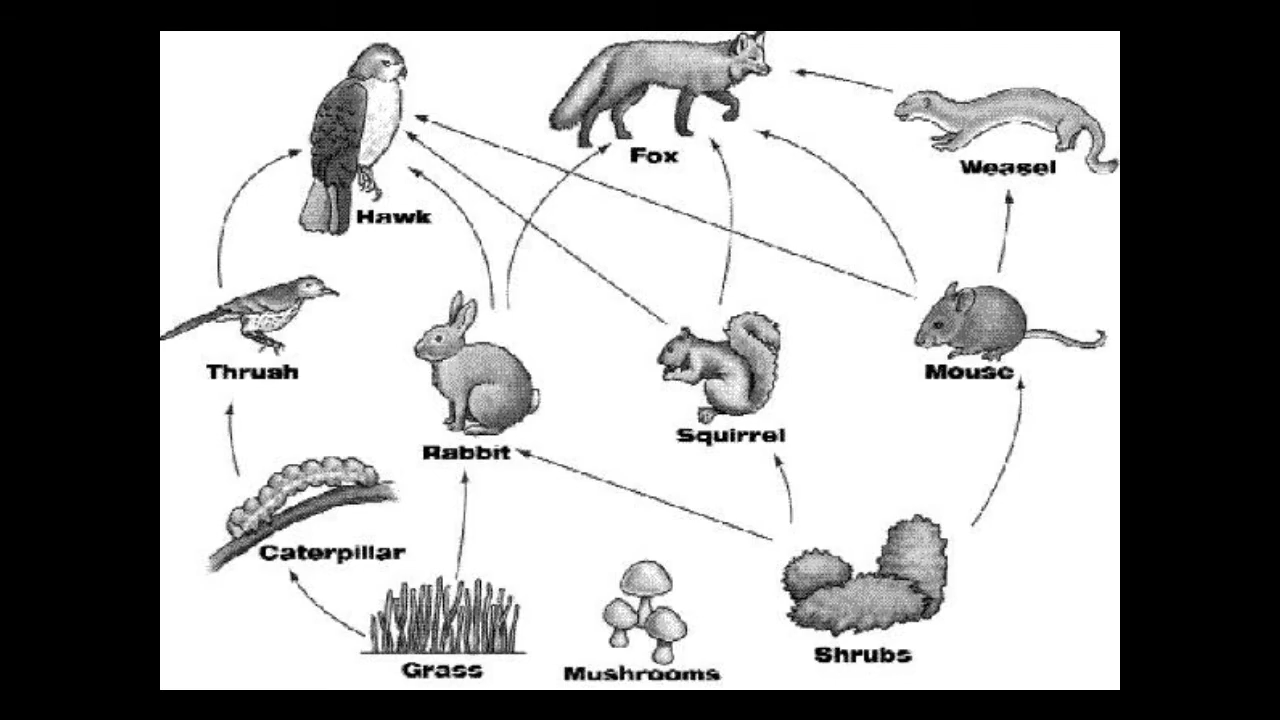 Fox
Weasel
Hawk
Thrush
Mouse
Squirrel
Rabbit
Caterpillar
Shrubs
Grass
Mushrooms